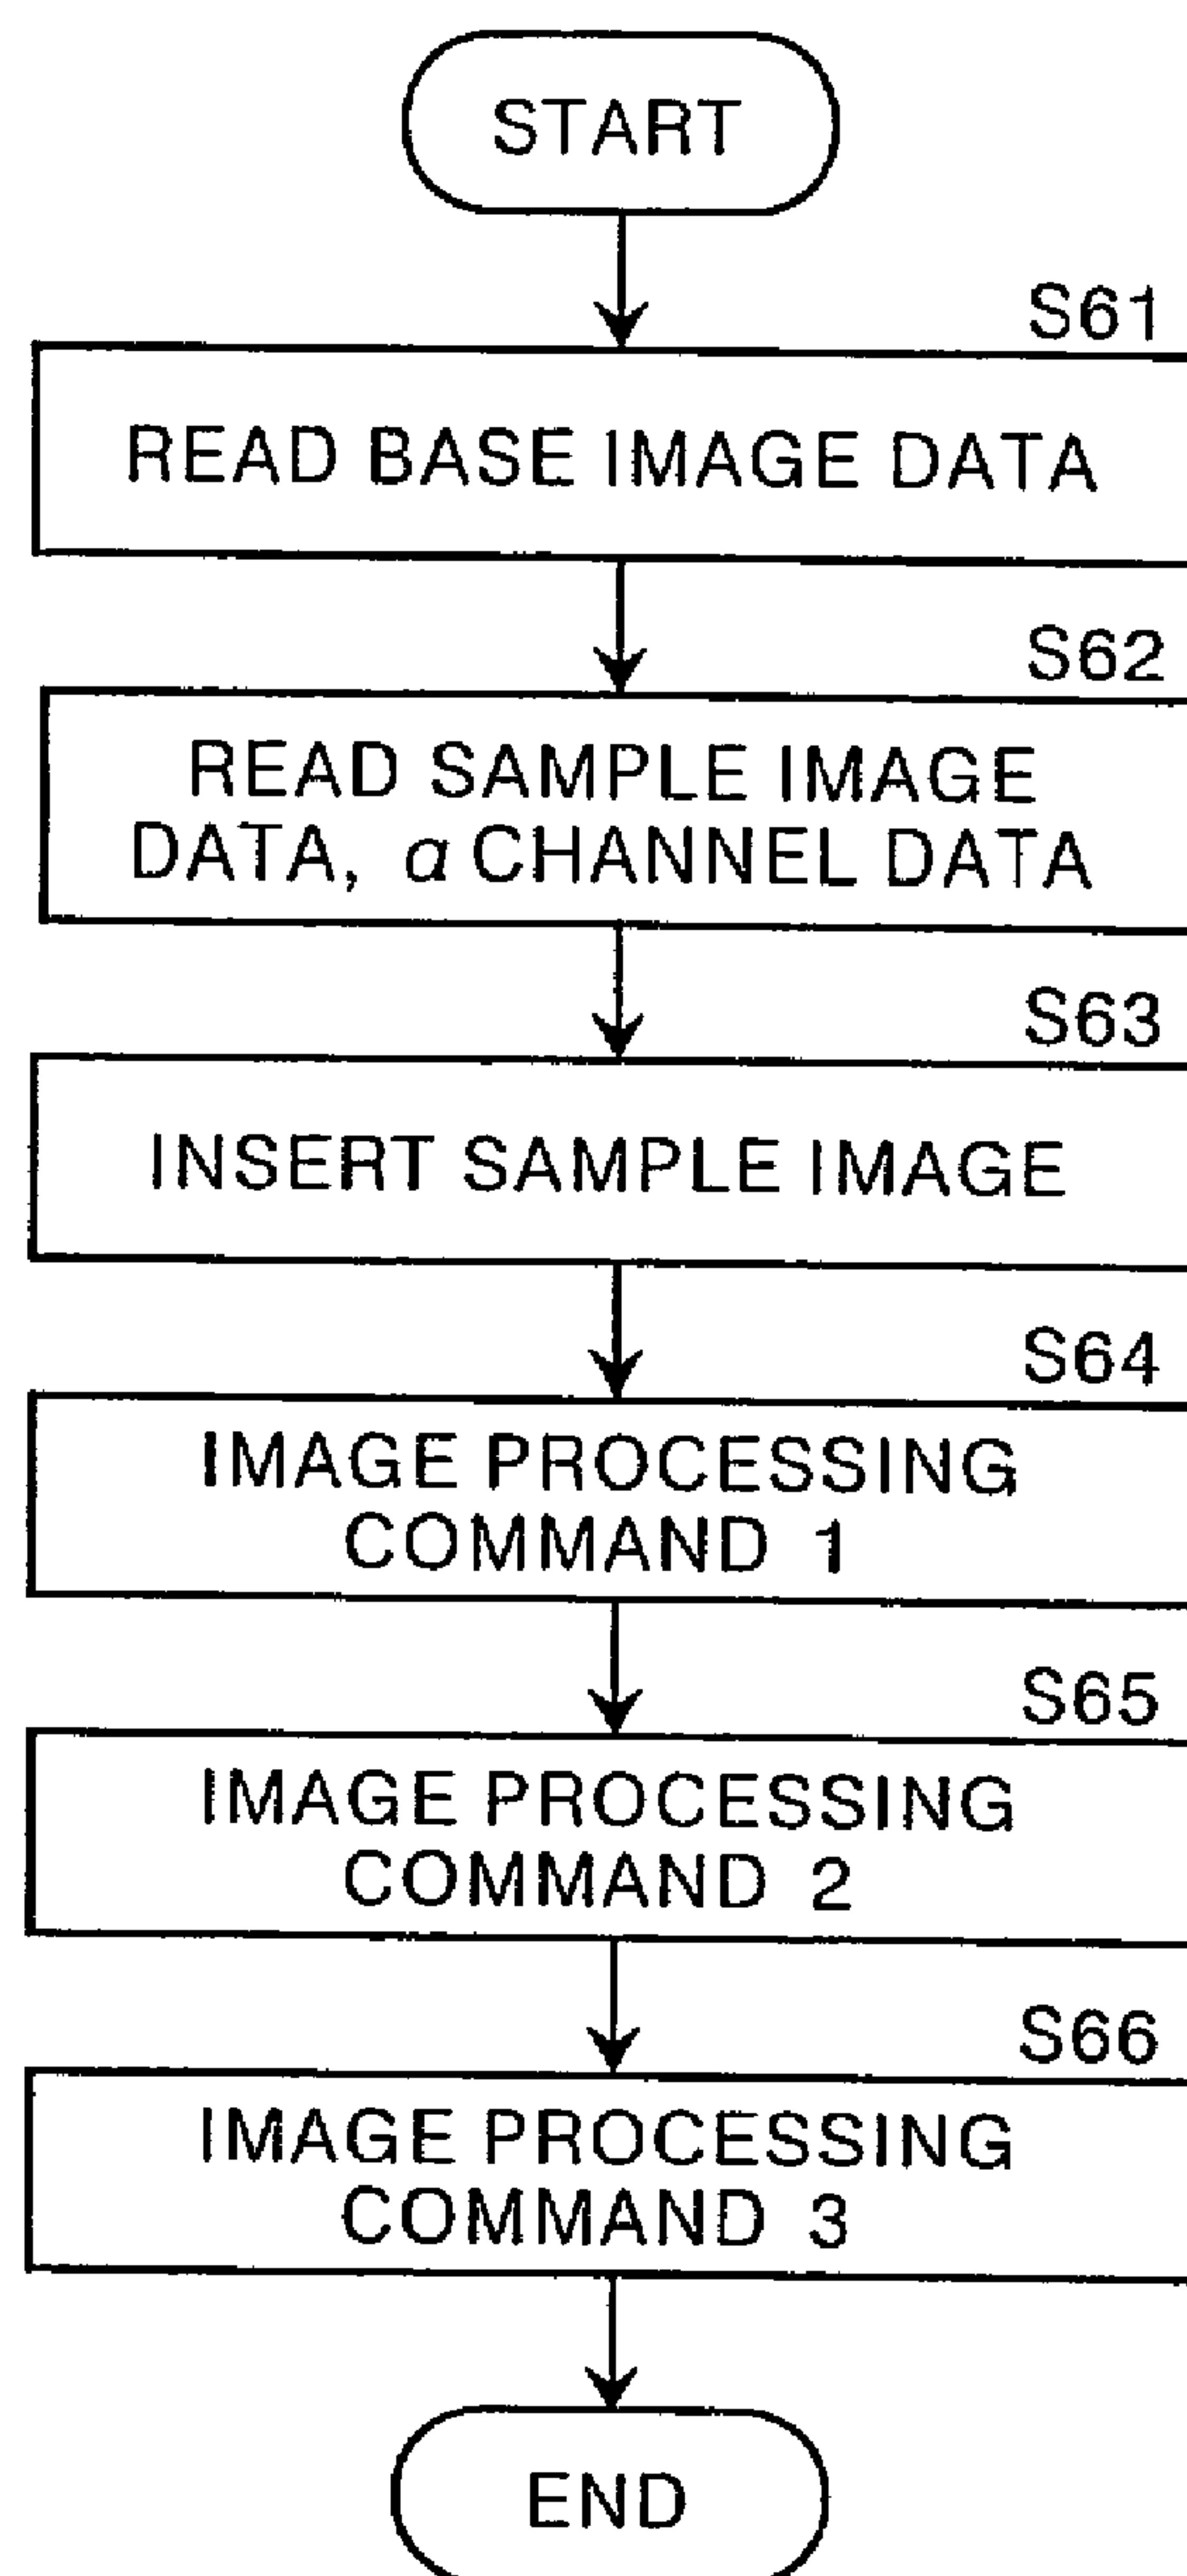 START
S61
READ BASE IMAGE DATA
S62
READ SAMPLE IMAGE
DATA, α CHANNEL DATA
S63
INSERT SAMPLE IMAGE
S64
IMAGE PROCESSING
COMMAND 1
S65
IMAGE PROCESSING
COMMAND 2
S66
IMAGE PROCESSING
COMMAND 3
END